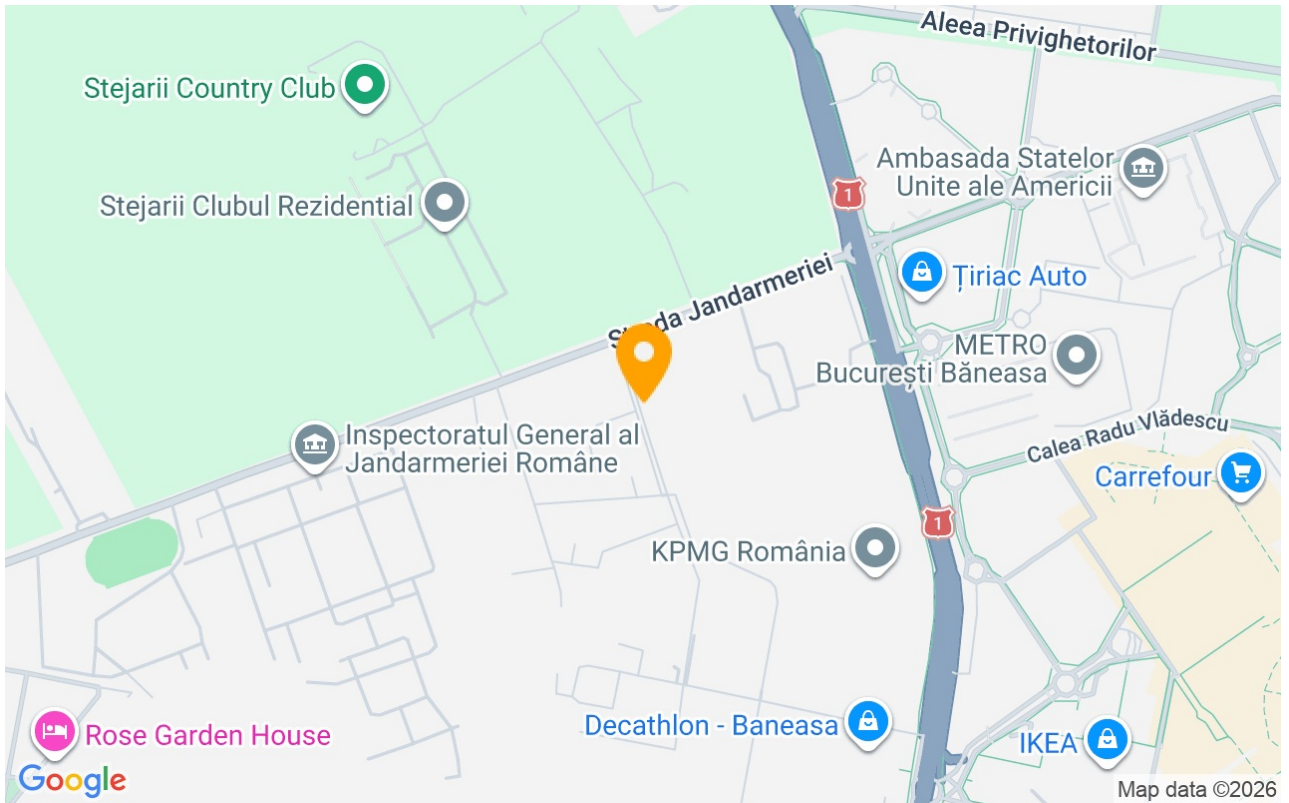 Aleea Privighetorilor
Stejarii Country Club
Ambasada Statelor
Unite ale Americii
1
Stejarii Clubul Rezidential
Țiriac Auto
Strada Jandarmeriei
METRO
București Băneasa
Calea Radu Vlădescu
Inspectoratul General al
Jandarmeriei Române
Carrefour
1
KPMG România
Decathlon - Baneasa
Rose Garden House
IKEA
Google
Map data ©2026